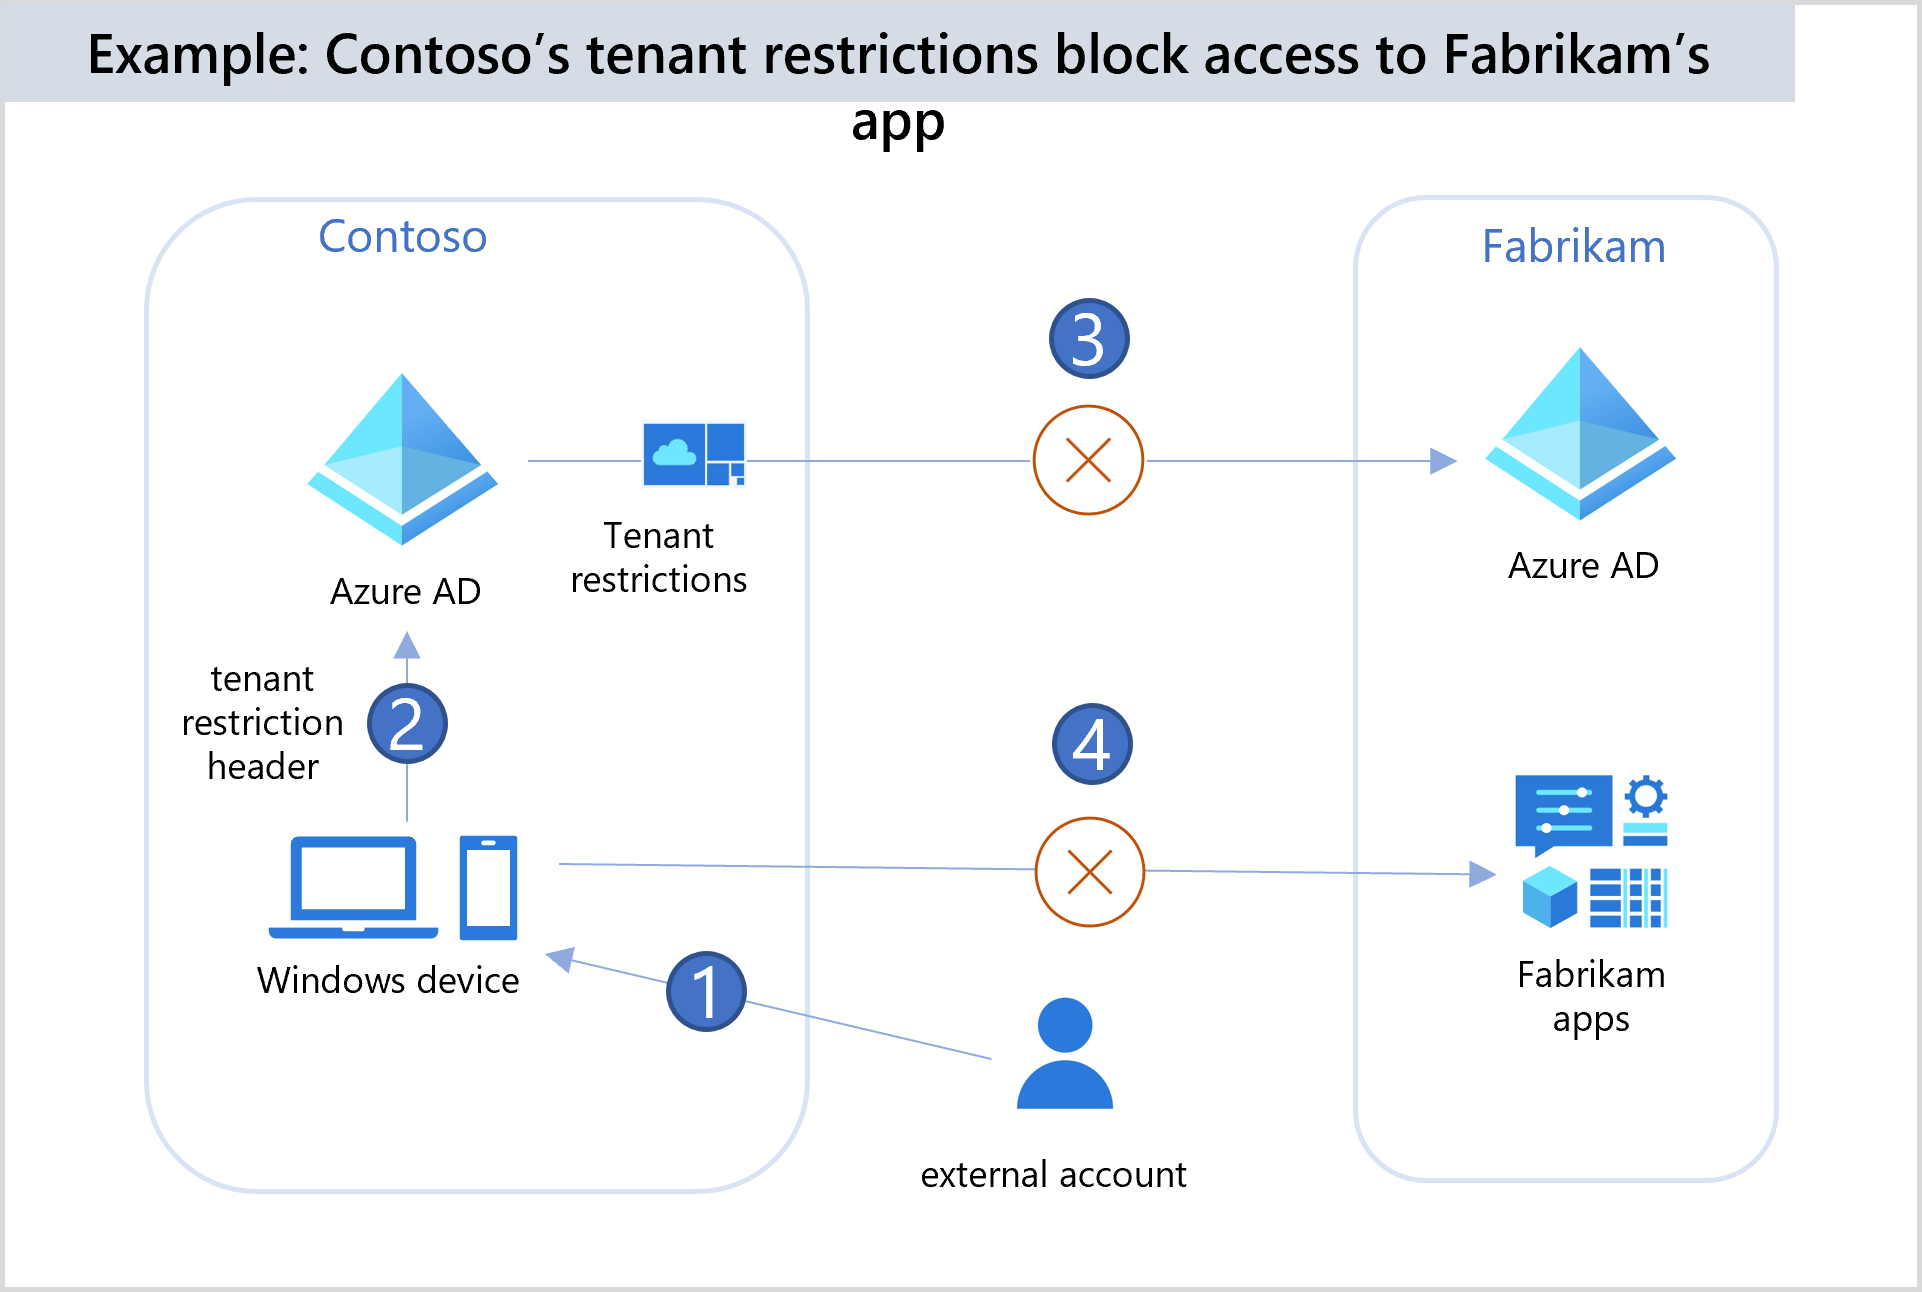 Example: Contoso’s tenant restrictions block access to Fabrikam’s
app
Contoso
Fabrikam
3
Azure AD
Tenant
restrictions
Azure AD
tenant
restriction
header
2
4
Windows device
1
Fabrikam
apps
external account